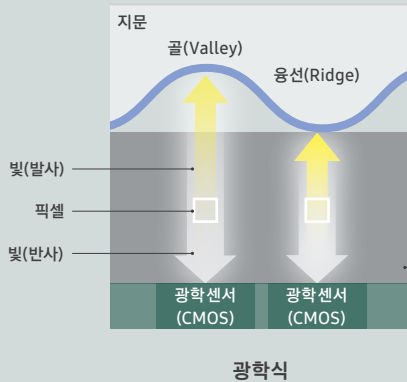 지문
골(Valley)
융선(Ridge)
빛(발사)
픽셀
빛(반사)
광학센서
(CMOS)
광학센서
(CMOS)
광학식